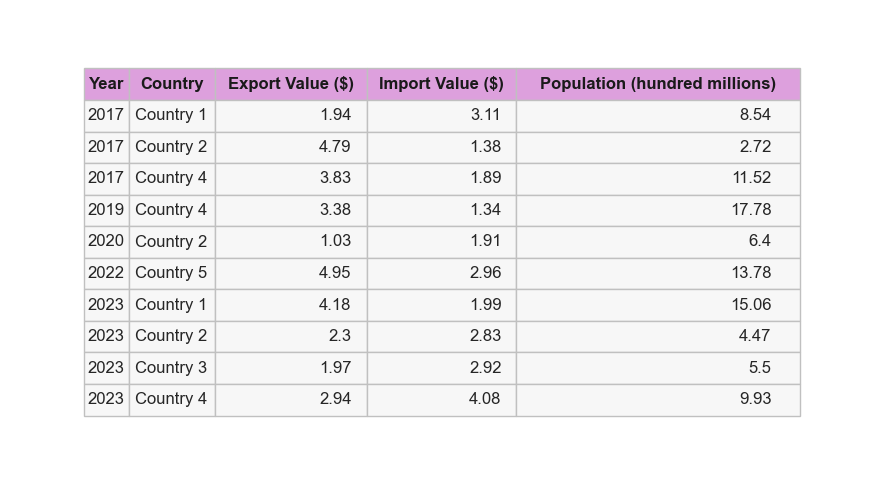 Year Country Export Value ($) Import Value ($) Population (hundred millions)
2017 Country 1 1.94 3.11 8.54
2017 Country 2 4.79 1.38 2.72
2017 Country 4 3.83 1.89 11.52
2019 Country 4 3.38 1.34 17.78
2020 Country 2 1.03 1.91 6.4
2022 Country 5 4.95 2.96 13.78
2023 Country 1 4.18 1.99 15.06
2023 Country 2 2.3 2.83 4.47
2023 Country 3 1.97 2.92 5.5
2023 Country 4 2.94 4.08 9.93